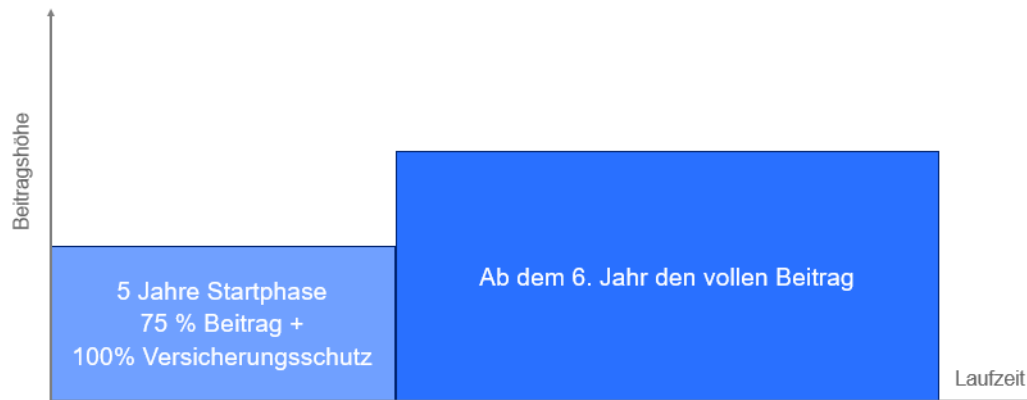 Beitragshöhe
5 Jahre Startphase
75 % Beitrag +
100% Versicherungsschutz
Ab dem 6. Jahr den vollen Beitrag
Laufzeit